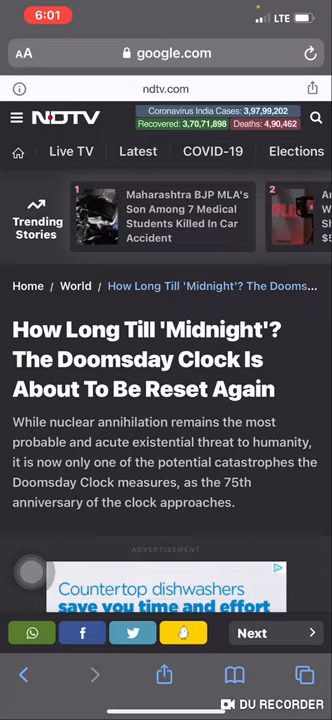 6:01
LTE
AA
google.com
ndtv.com
NDTV
Coronavirus India Cases: 3,97,99,202
Recovered: 3,70,71,898 Deaths: 4,90,462
Live TV Latest COVID-19 Elections
Trending
Stories
1
Maharashtra BJP MLA's
Son Among 7 Medical
Students Killed In Car
Accident
2
Home / World / How Long Till 'Midnight'? The Dooms...
How Long Till 'Midnight'?
The Doomsday Clock Is
About To Be Reset Again
While nuclear annihilation remains the most
probable and acute existential threat to humanity,
it is now only one of the potential catastrophes the
Doomsday Clock measures, as the 75th
anniversary of the clock approaches.
ADVERTISEMENT
Countertop dishwashers
save you time and effort
Next
DU RECORDER